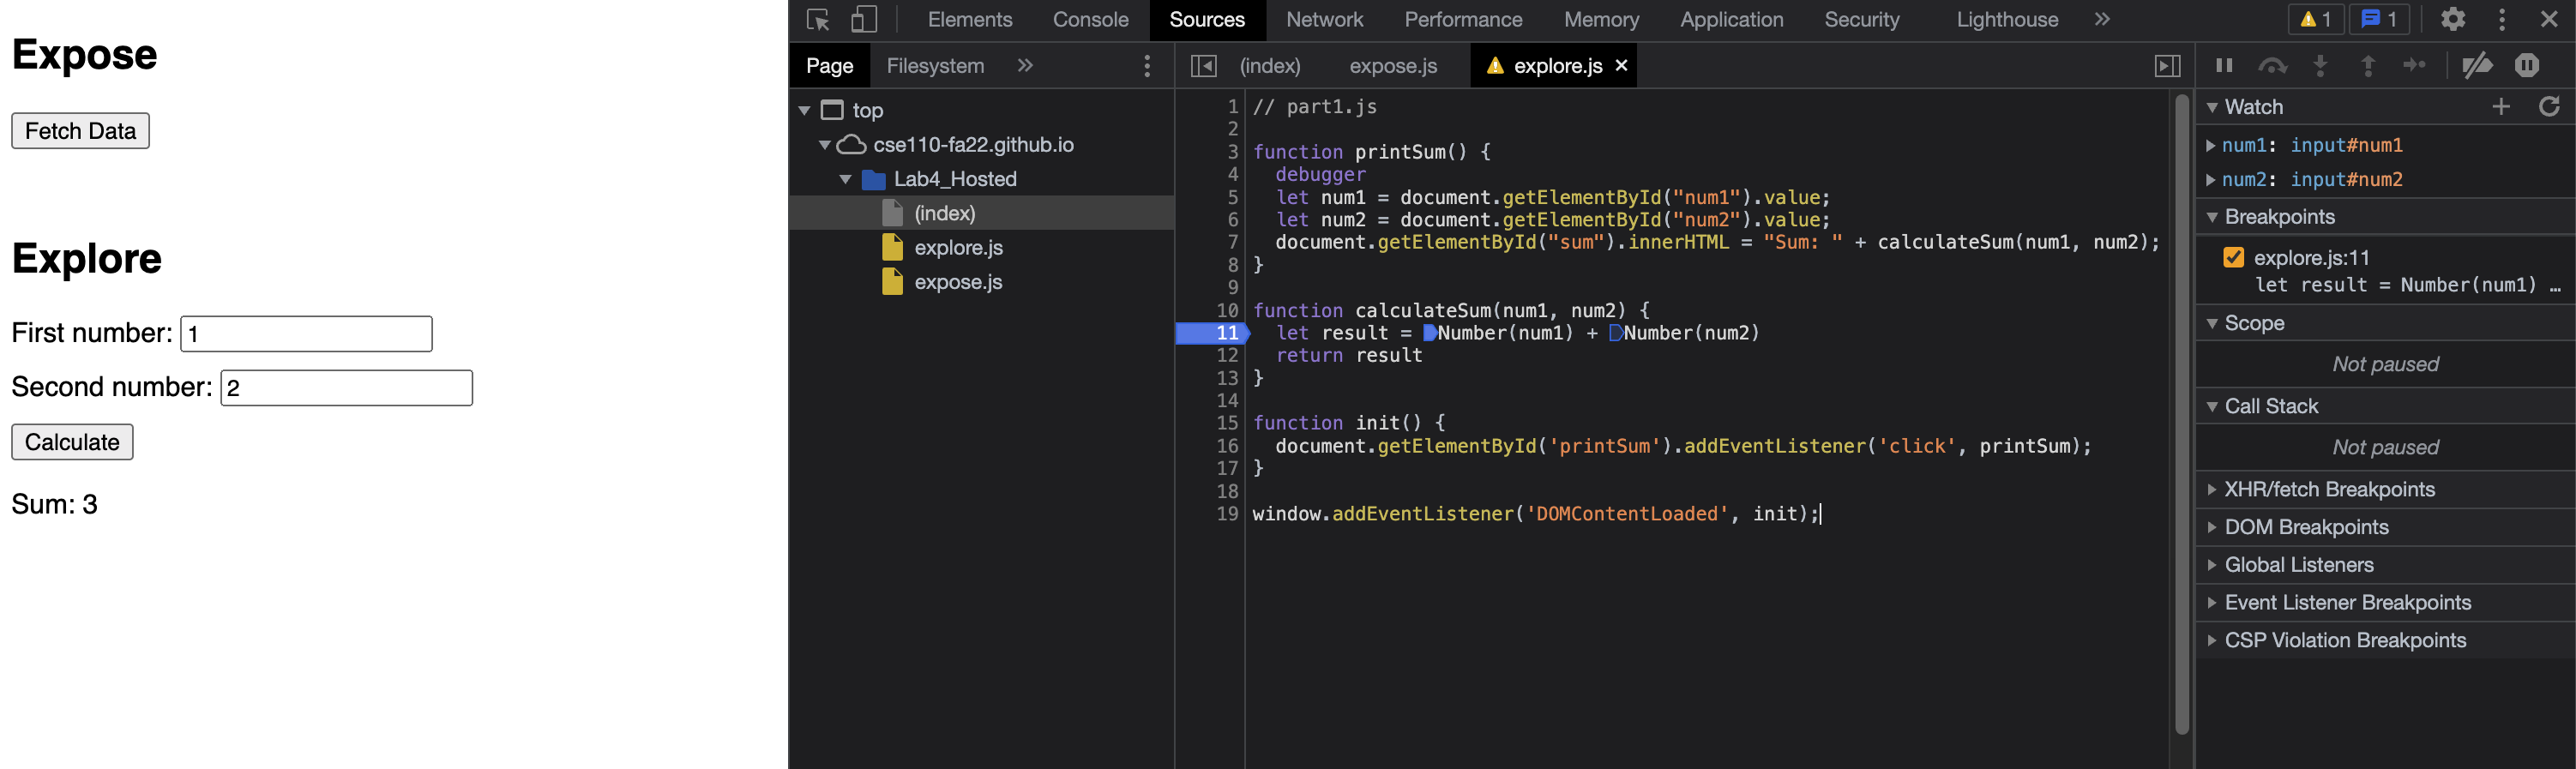 Expose
Fetch Data
Explore
First number: 1
Second number: 2
Calculate
Sum: 3
Elements Console Sources Network Performance Memory Application Security Lighthouse » 1 1
Page Filesystem »
top
cse110-fa22.github.io
Lab4_Hosted
(index)
explore.js
expose.js
(index) expose.js explore.js ×
1 // part1.js
2
3 function printSum() {
4 debugger
5 let num1 = document.getElementById("num1").value;
6 let num2 = document.getElementById("num2").value;
7 document.getElementById("sum").innerHTML = "Sum: " + calculateSum(num1, num2);
8 }
9
10 function calculateSum(num1, num2) {
11 let result = Number(num1) + Number(num2)
12 return result
13 }
14
15 function init() {
16 document.getElementById('printSum').addEventListener('click', printSum);
17 }
18
19 window.addEventListener('DOMContentLoaded', init);
Watch
num1: input#num1
num2: input#num2
Breakpoints
explore.js:11
let result = Number(num1) …
Scope
Not paused
Call Stack
Not paused
XHR/fetch Breakpoints
DOM Breakpoints
Global Listeners
Event Listener Breakpoints
CSP Violation Breakpoints